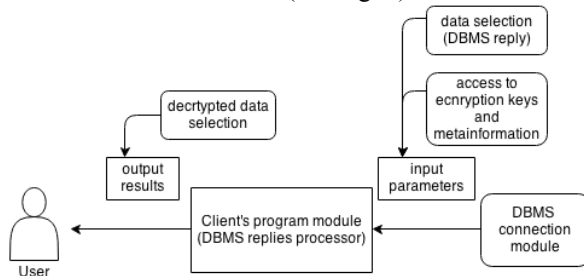 data selection
(DBMS reply)
access to
ecnryption keys
and
metainformation
decrtypted data
selection
output
results
input
parameters
Client's program module
(DBMS replies processor)
DBMS
connection
module
User